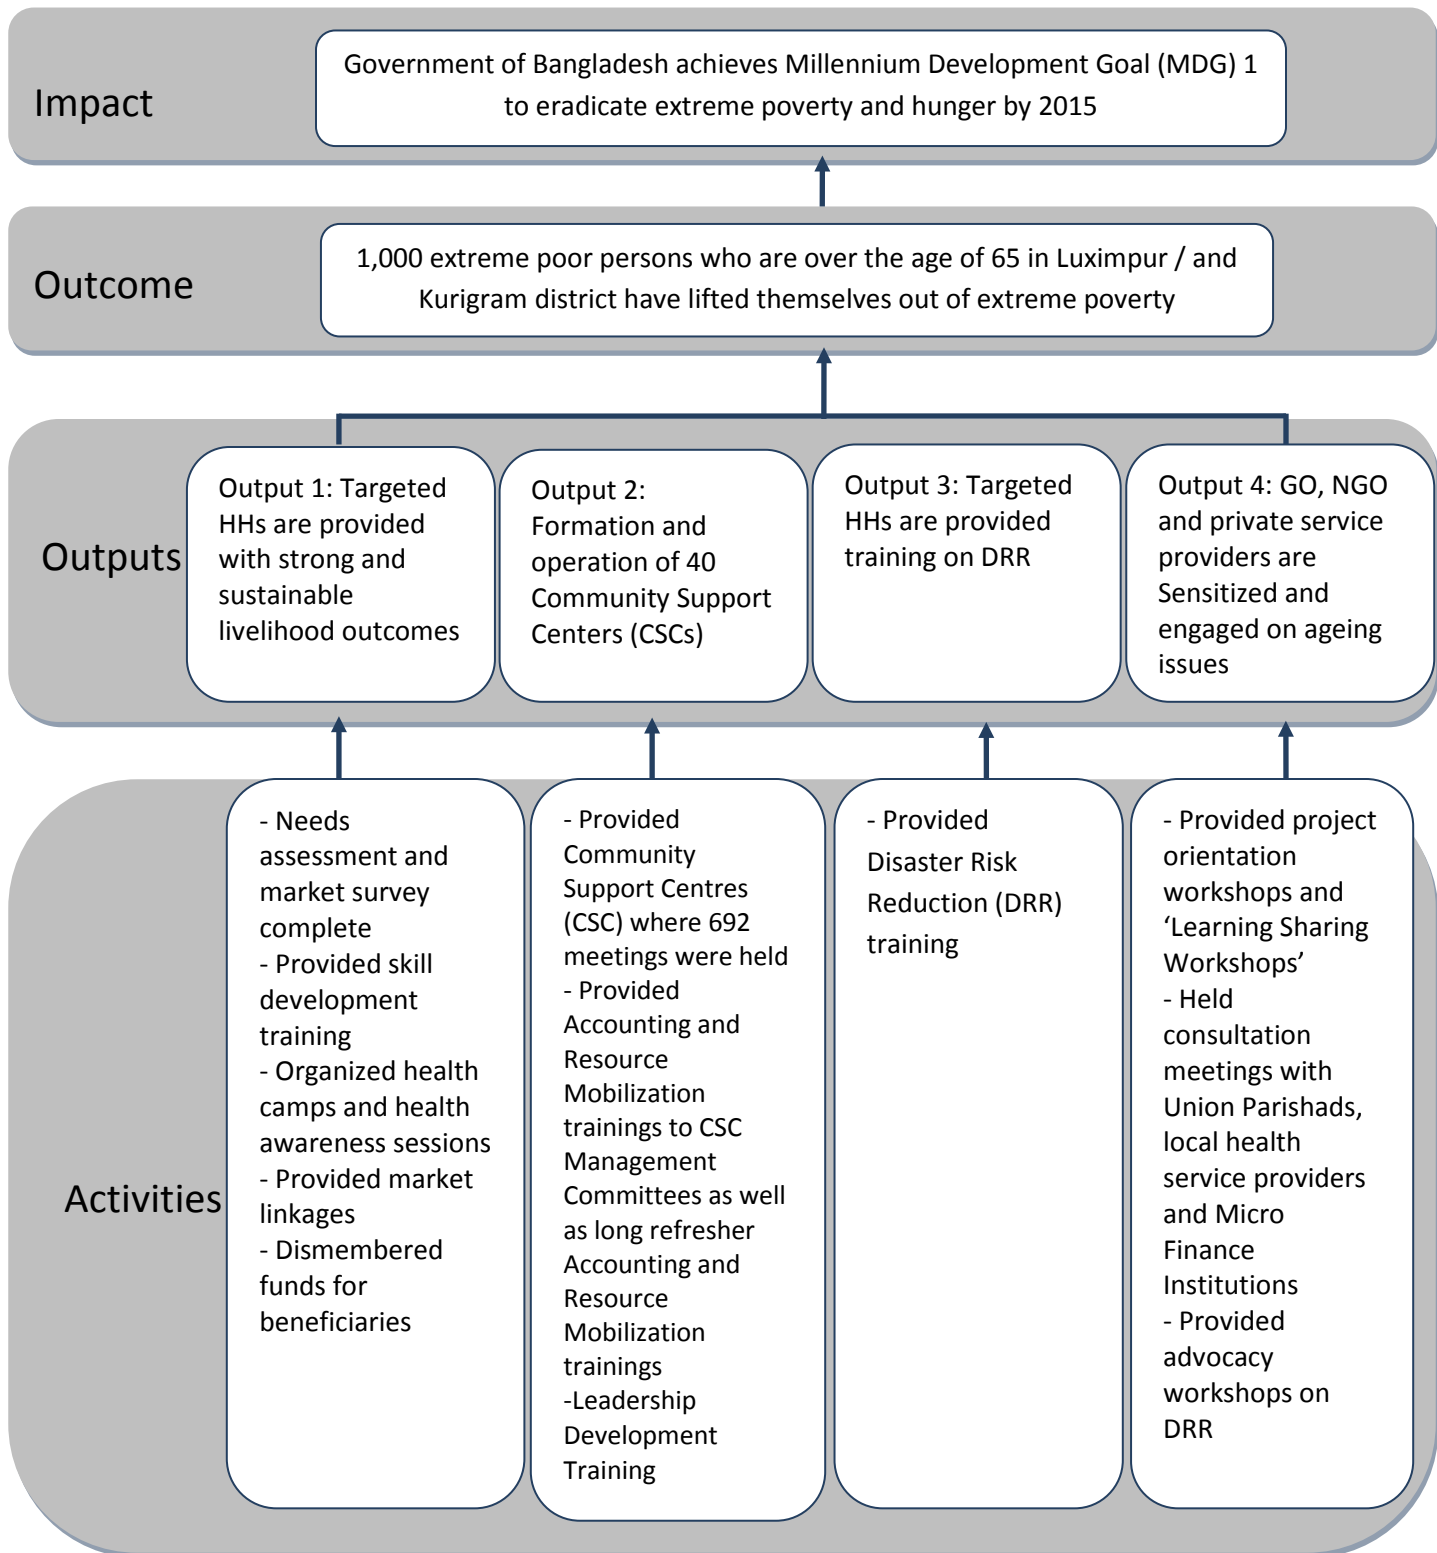 Impact
Government of Bangladesh achieves Millennium Development Goal (MDG) 1
to eradicate extreme poverty and hunger by 2015
Outcome
1,000 extreme poor persons who are over the age of 65 in Luximpur / and
Kurigram district have lifted themselves out of extreme poverty
Outputs
Output 1: Targeted
HHs are provided
with strong and
sustainable
livelihood outcomes
Output 2:
Formation and
operation of 40
Community Support
Centers (CSCs)
Output 3: Targeted
HHs are provided
training on DRR
Output 4: GO, NGO
and private service
providers are
Sensitized and
engaged on ageing
issues
Activities
- Needs
assessment and
market survey
complete
- Provided skill
development
training
- Organized health
camps and health
awareness sessions
- Provided market
linkages
- Dismembered
funds for
beneficiaries
- Provided
Community
Support Centres
(CSC) where 692
meetings were held
- Provided
Accounting and
Resource
Mobilization
trainings to CSC
Management
Committees as well
as long refresher
Accounting and
Resource
Mobilization
trainings
-Leadership
Development
Training
- Provided
Disaster Risk
Reduction (DRR)
training
- Provided project
orientation
workshops and
‘Learning Sharing
Workshops’
- Held
consultation
meetings with
Union Parishads,
local health
service providers
and Micro
Finance
Institutions
- Provided
advocacy
workshops on
DRR